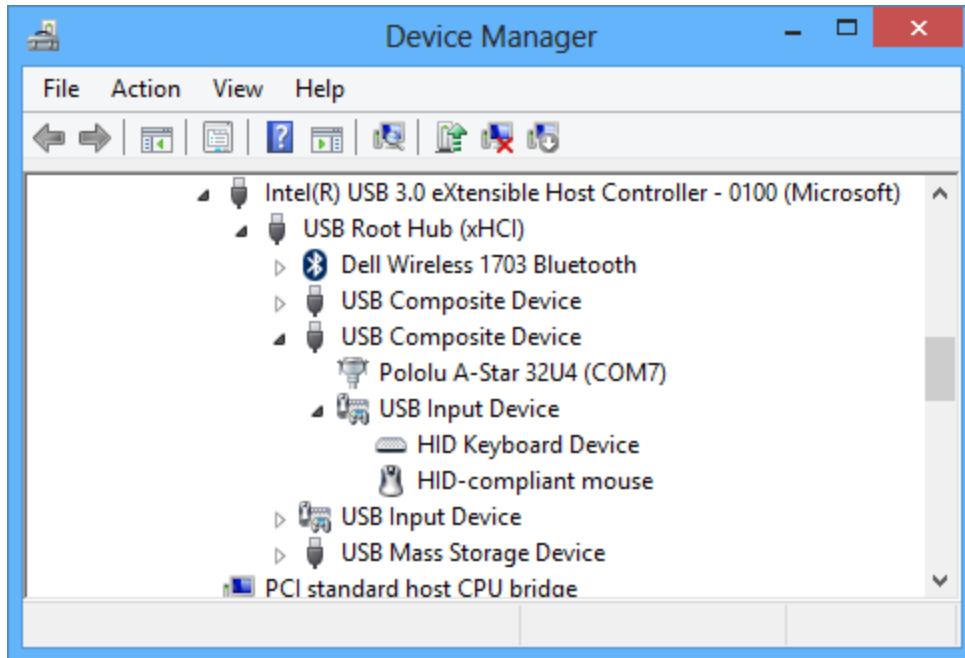 Device Manager
File Action View Help
Intel(R) USB 3.0 eXtensible Host Controller - 0100 (Microsoft)
USB Root Hub (xHCI)
Dell Wireless 1703 Bluetooth
USB Composite Device
USB Composite Device
Pololu A-Star 32U4 (COM7)
USB Input Device
HID Keyboard Device
HID-compliant mouse
USB Input Device
USB Mass Storage Device
PCI standard host CPU bridge